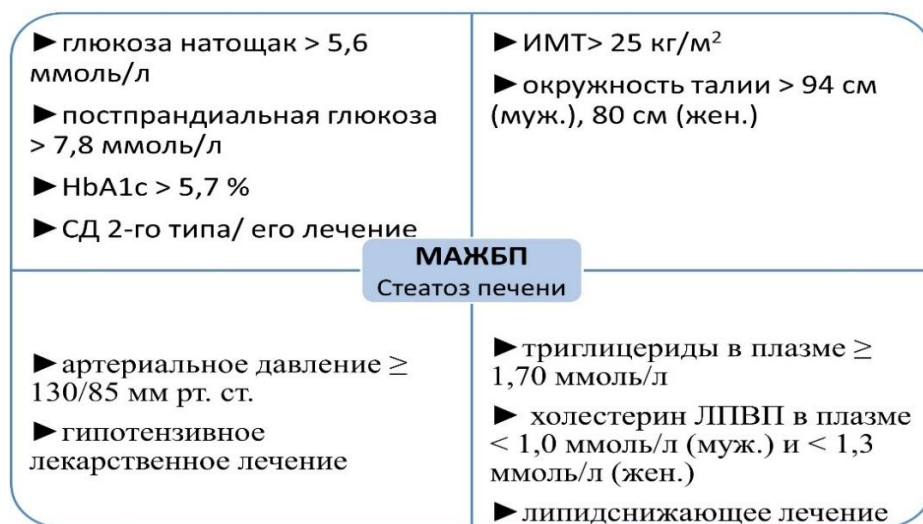 ►глюкоза натощак > 5,6
ммоль/л
►постпрандиальная глюкоза
> 7,8 ммоль/л
►HbA1c > 5,7 %
►СД 2-го типа/ его лечение
►ИМТ> 25 кг/м²
►окружность талии > 94 см
(муж.), 80 см (жен.)
МАЖБП
Стеатоз печени
►артериальное давление ≥
130/85 мм рт. ст.
►гипотензивное
лекарственное лечение
►триглицериды в плазме ≥
1,70 ммоль/л
► холестерин ЛПВП в плазме
< 1,0 ммоль/л (муж.) и < 1,3
ммоль/л (жен.)
►липидснижающее лечение